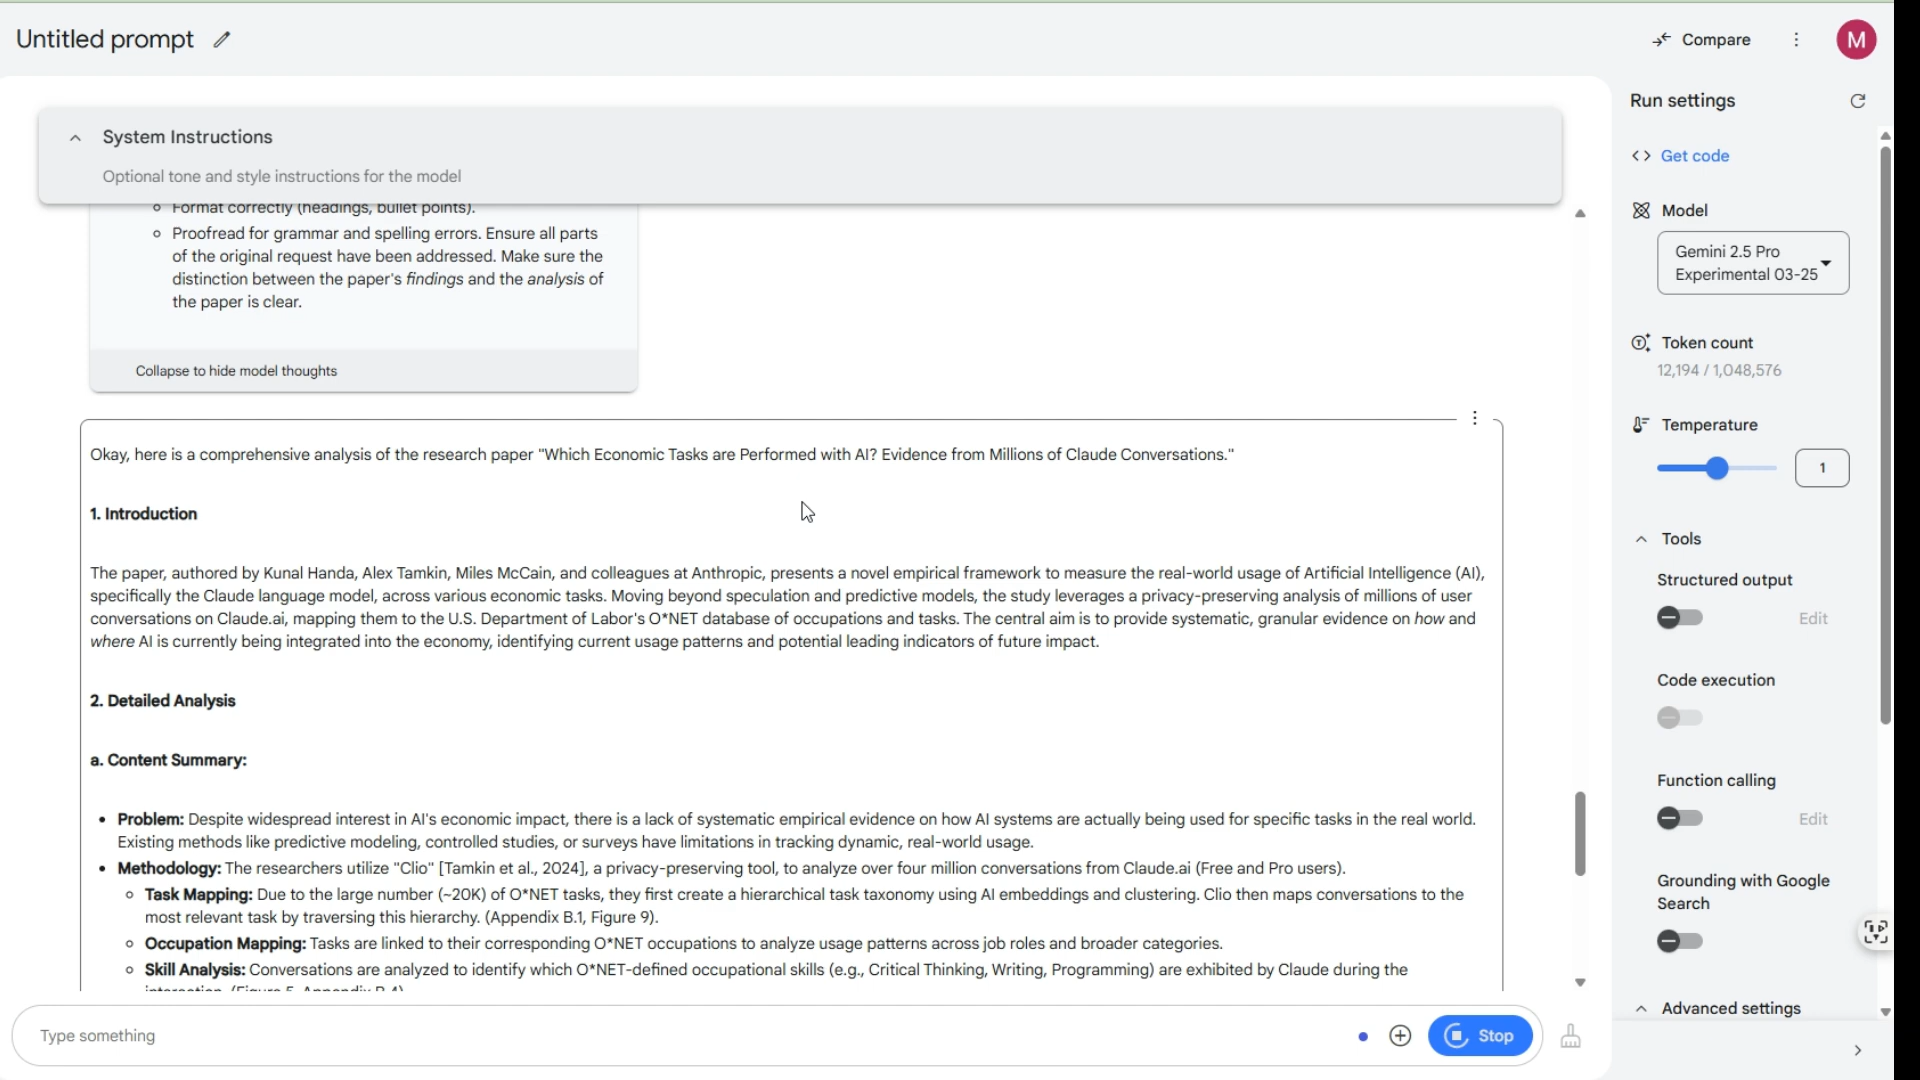 Untitled prompt
Compare
M
Run settings
System Instructions
Get code
Optional tone and style instructions for the model
Format correctly (headings, bullet points).
Model
Proofread for grammar and spelling errors. Ensure all parts
of the original request have been addressed. Make sure the
distinction between the paper's findings and the analysis of
the paper is clear.
Gemini 2.5 Pro
Experimental 03-25
Token count
12,194 / 1,048,576
Collapse to hide model thoughts
Temperature
1
Okay, here is a comprehensive analysis of the research paper "Which Economic Tasks are Performed with AI? Evidence from Millions of Claude Conversations."
1. Introduction
Tools
The paper, authored by Kunal Handa, Alex Tamkin, Miles McCain, and colleagues at Anthropic, presents a novel empirical framework to measure the real-world usage of Artificial Intelligence (AI),
specifically the Claude language model, across various economic tasks. Moving beyond speculation and predictive models, the study leverages a privacy-preserving analysis of millions of user
conversations on Claude.ai, mapping them to the U.S. Department of Labor's O*NET database of occupations and tasks. The central aim is to provide systematic, granular evidence on how and
where AI is currently being integrated into the economy, identifying current usage patterns and potential leading indicators of future impact.
Structured output
Edit
2. Detailed Analysis
Code execution
a. Content Summary:
Function calling
Edit
• Problem: Despite widespread interest in AI's economic impact, there is a lack of systematic empirical evidence on how AI systems are actually being used for specific tasks in the real world.
Existing methods like predictive modeling, controlled studies, or surveys have limitations in tracking dynamic, real-world usage.
• Methodology: The researchers utilize "Clio" [Tamkin et al., 2024], a privacy-preserving tool, to analyze over four million conversations from Claude.ai (Free and Pro users).
Task Mapping: Due to the large number (~20K) of O*NET tasks, they first create a hierarchical task taxonomy using AI embeddings and clustering. Clio then maps conversations to the
most relevant task by traversing this hierarchy. (Appendix B.1, Figure 9).
Occupation Mapping: Tasks are linked to their corresponding O*NET occupations to analyze usage patterns across job roles and broader categories.
Skill Analysis: Conversations are analyzed to identify which O*NET-defined occupational skills (e.g., Critical Thinking, Writing, Programming) are exhibited by Claude during the
interaction. (Figure 5, Appendix B.4)
Grounding with Google
Search
Advanced settings
Type something
Stop